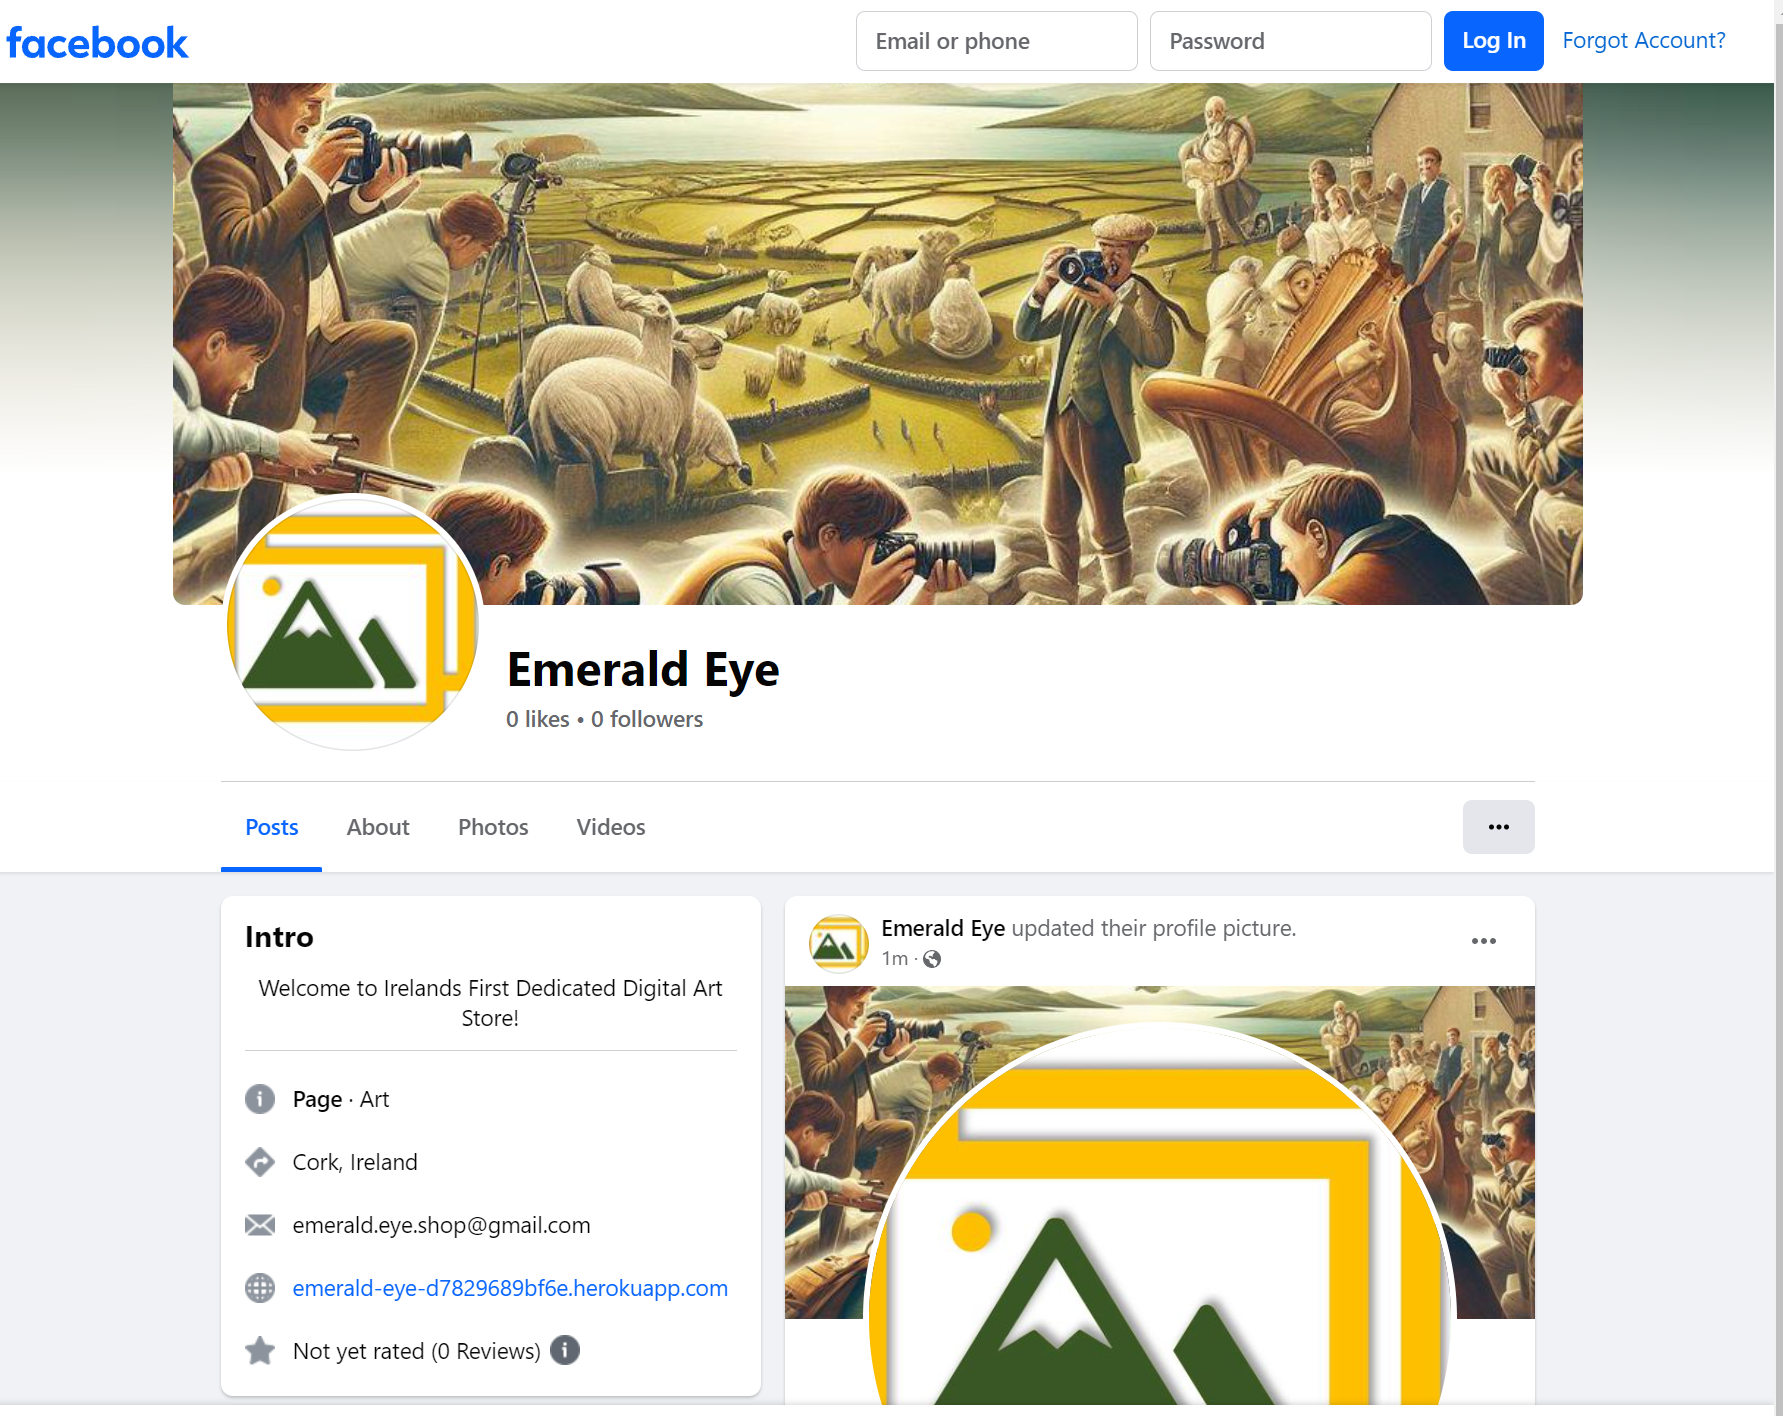 facebook
Email or phone
Password
Log In
Forgot Account?
Emerald Eye
0 likes • 0 followers
Posts
About
Photos
Videos
Intro
Welcome to Irelands First Dedicated Digital Art
Store!
Page · Art
Cork, Ireland
emerald.eye.shop@gmail.com
emerald-eye-d7829689bf6e.herokuapp.com
Not yet rated (0 Reviews)
Emerald Eye updated their profile picture.
1m ·